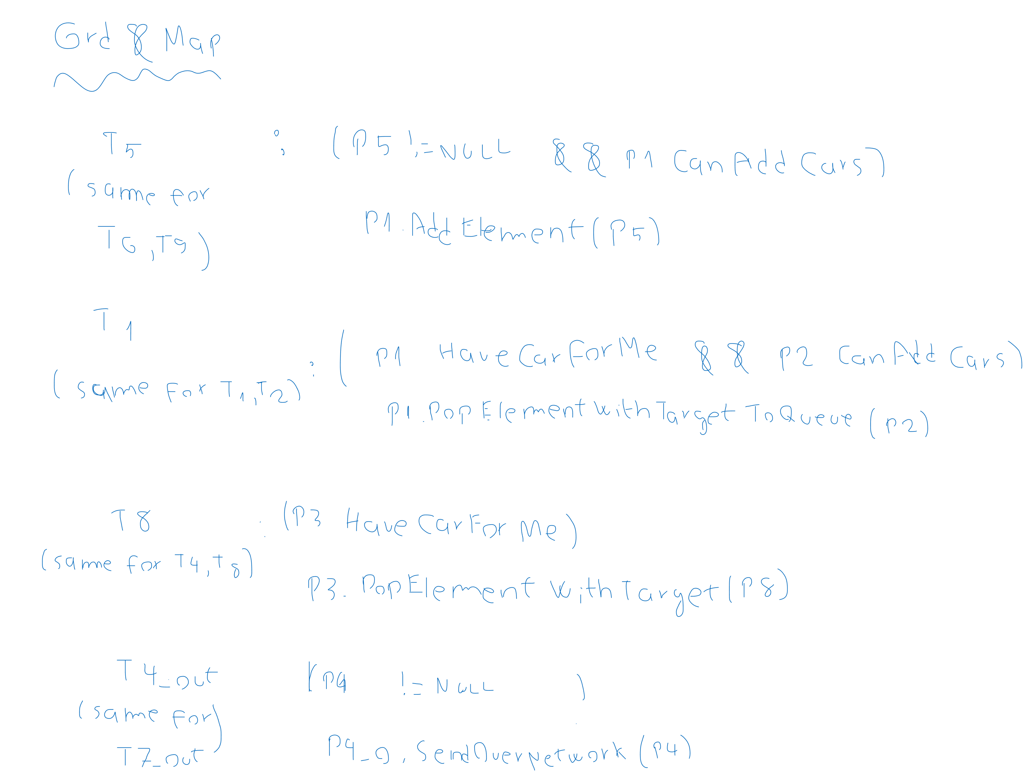 Grd & Map
T5 : (P5 != NULL && P1 CanAddCars)
(same for
T6, T9)
P1.AddElement(P5)
T1
(same for T1, T2) : (P1 HaveCarForMe && P2 CanAddCars)
P1.PopElementWithTargetToQueue(P2)
T8 : (P3 HaveCarForMe)
(same for T4, T8)
P3.PopElementWithTarget(P8)
T4_out (P4 != NULL )
(same for)
T7_out
P4_O.SendOverNetwork(P4)